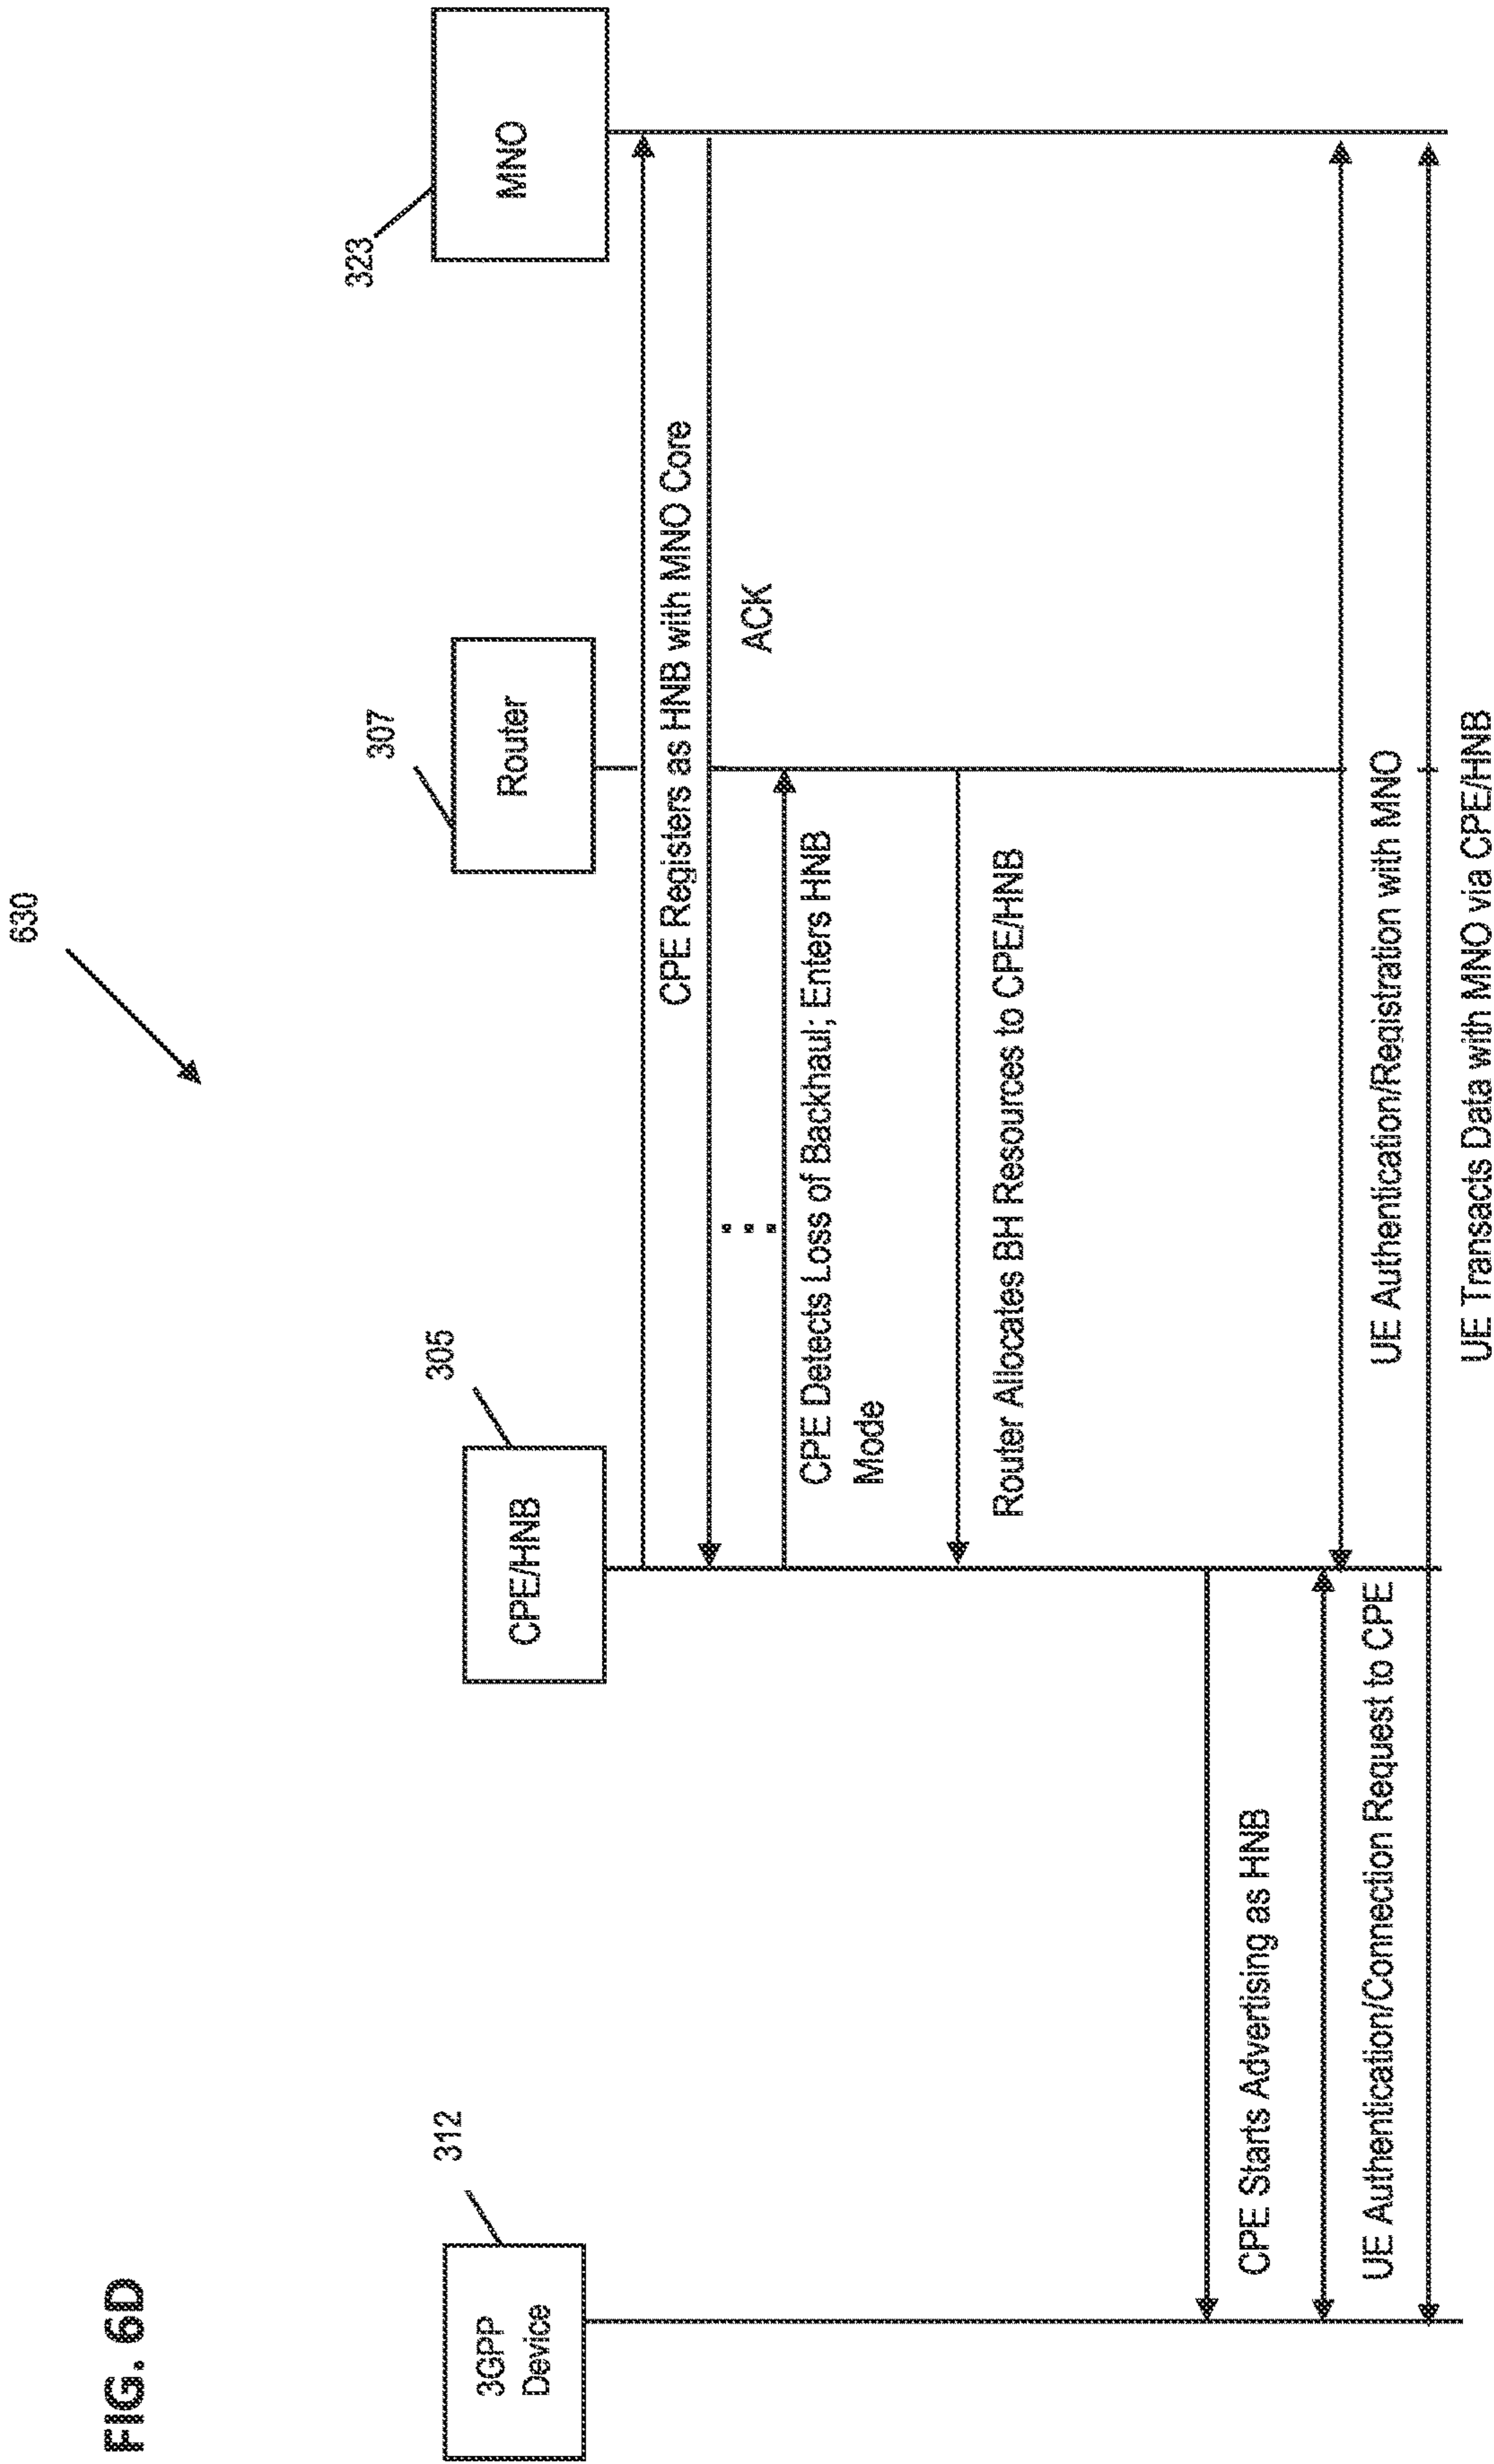 FIG. 6D
630
312
305
307
323
3GPP
Device
CPE/HNB
Router
MNO
CPE Registers as HNB with MNO Core
ACK
...
CPE Detects Loss of Backhaul; Enters HNB
Mode
Router Allocates BH Resources to CPE/HNB
CPE Starts Advertising as HNB
UE Authentication/Connection Request to CPE
UE Authentication/Registration with MNO
UE Transacts Data with MNO via CPE/HNB